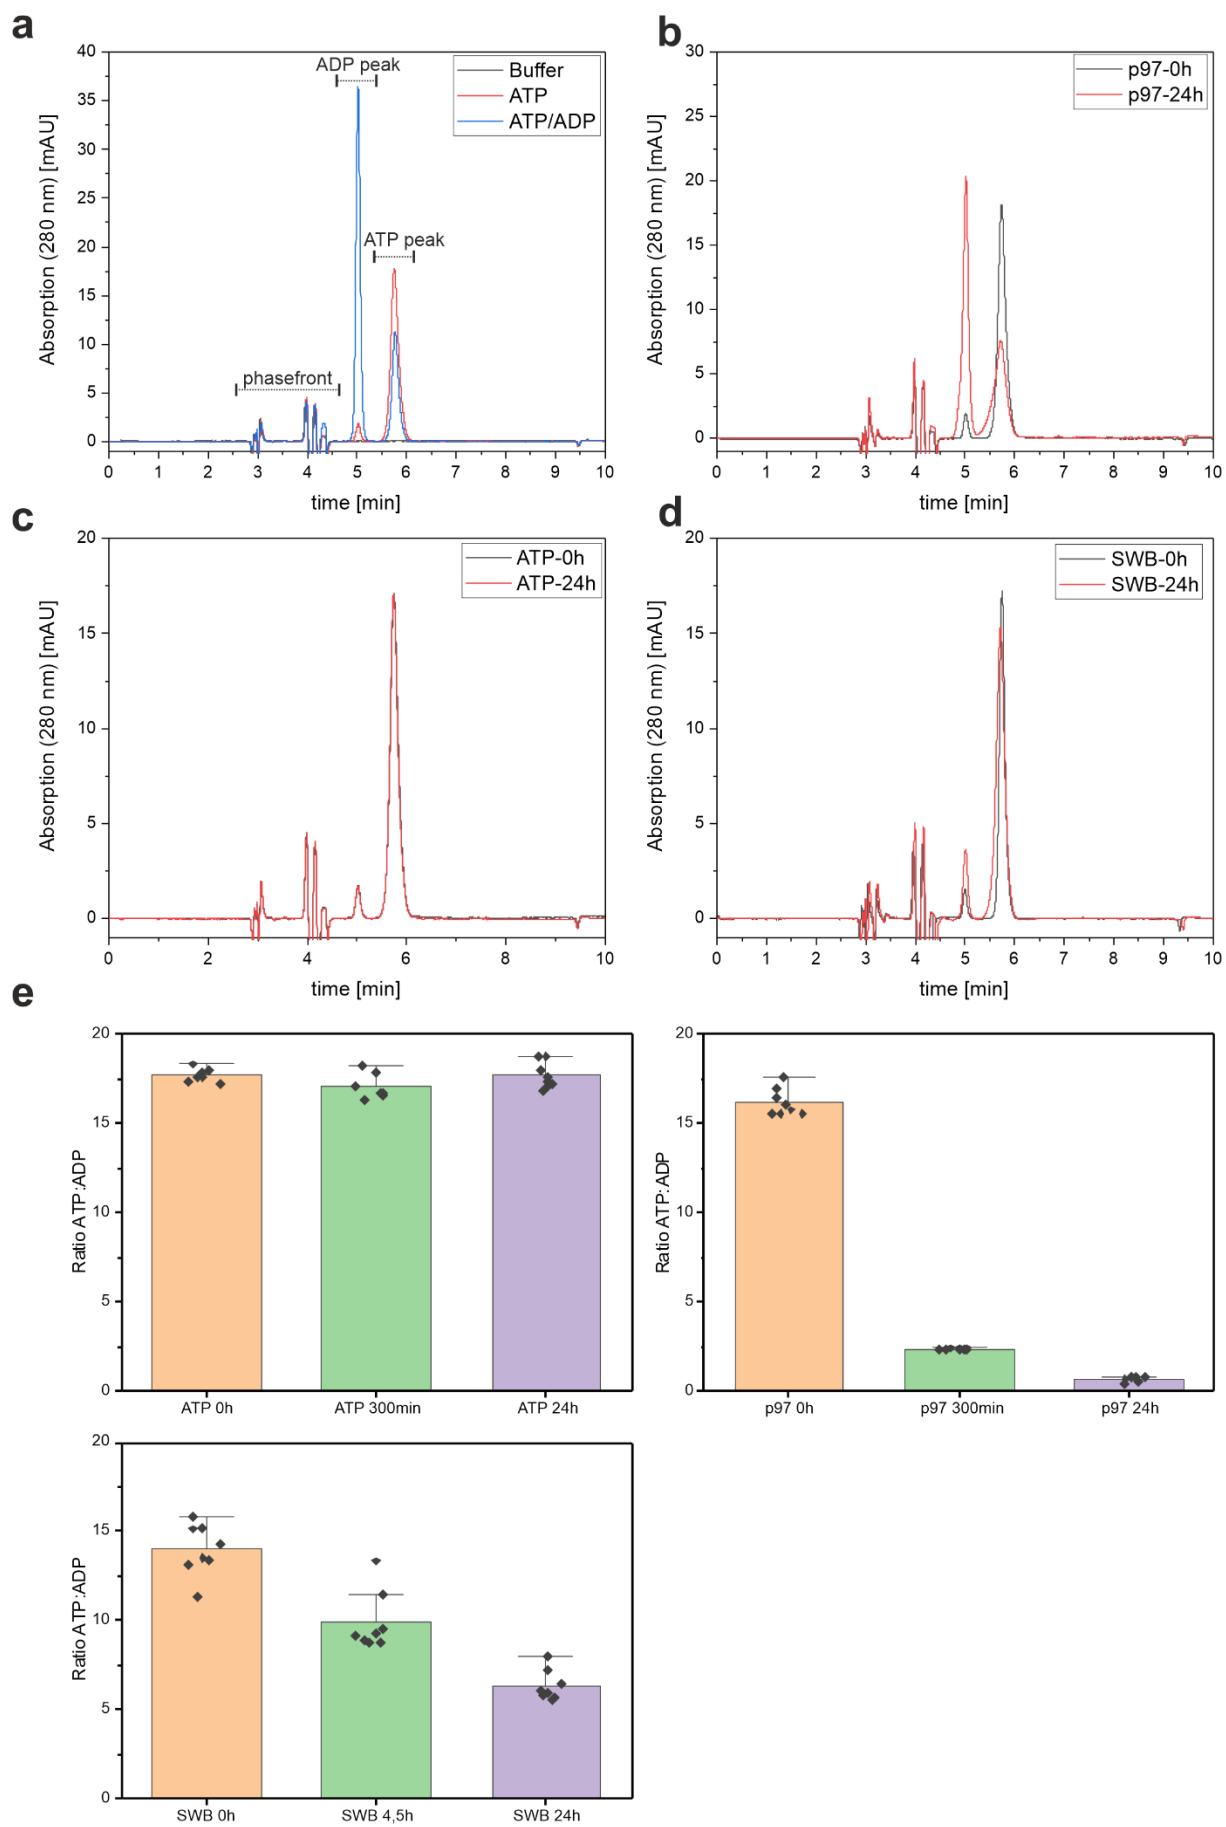 a
40
35
30
25
20
15
10
5
0
Absorption (280 nm) [mAU]
ADP peak
ATP peak
phasefront
Buffer
ATP
ATP/ADP
0 1 2 3 4 5 6 7 8 9 10
time [min]
b
30
25
20
15
10
5
0
Absorption (280 nm) [mAU]
p97-0h
p97-24h
0 1 2 3 4 5 6 7 8 9 10
time [min]
c
20
15
10
5
0
Absorption (280 nm) [mAU]
ATP-0h
ATP-24h
0 2 4 6 8 10
time [min]
d
20
15
10
5
0
Absorption (280 nm) [mAU]
SWB-0h
SWB-24h
0 1 2 3 4 5 6 7 8 9 10
time [min]
e
20
15
10
5
0
Ratio ATP:ADP
ATP 0h ATP 300min ATP 24h
20
15
10
5
0
Ratio ATP:ADP
p97 0h p97 300min p97 24h
20
15
10
5
0
Ratio ATP:ADP
SWB 0h SWB 4,5h SWB 24h